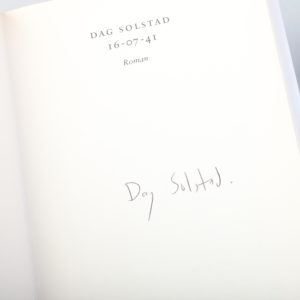 DAG SOLSTAD
16-07-41
Roman
Dag Solstad.